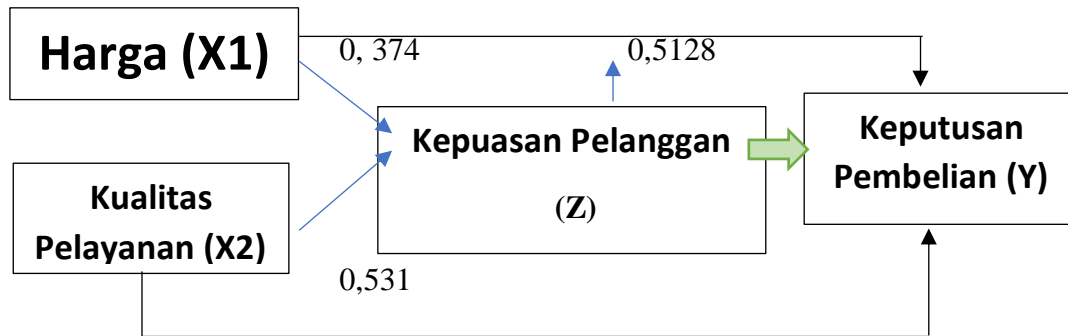 Harga (X1)
0, 374
0,5128
Kepuasan Pelanggan
(Z)
Keputusan
Pembelian (Y)
Kualitas
Pelayanan (X2)
0,531